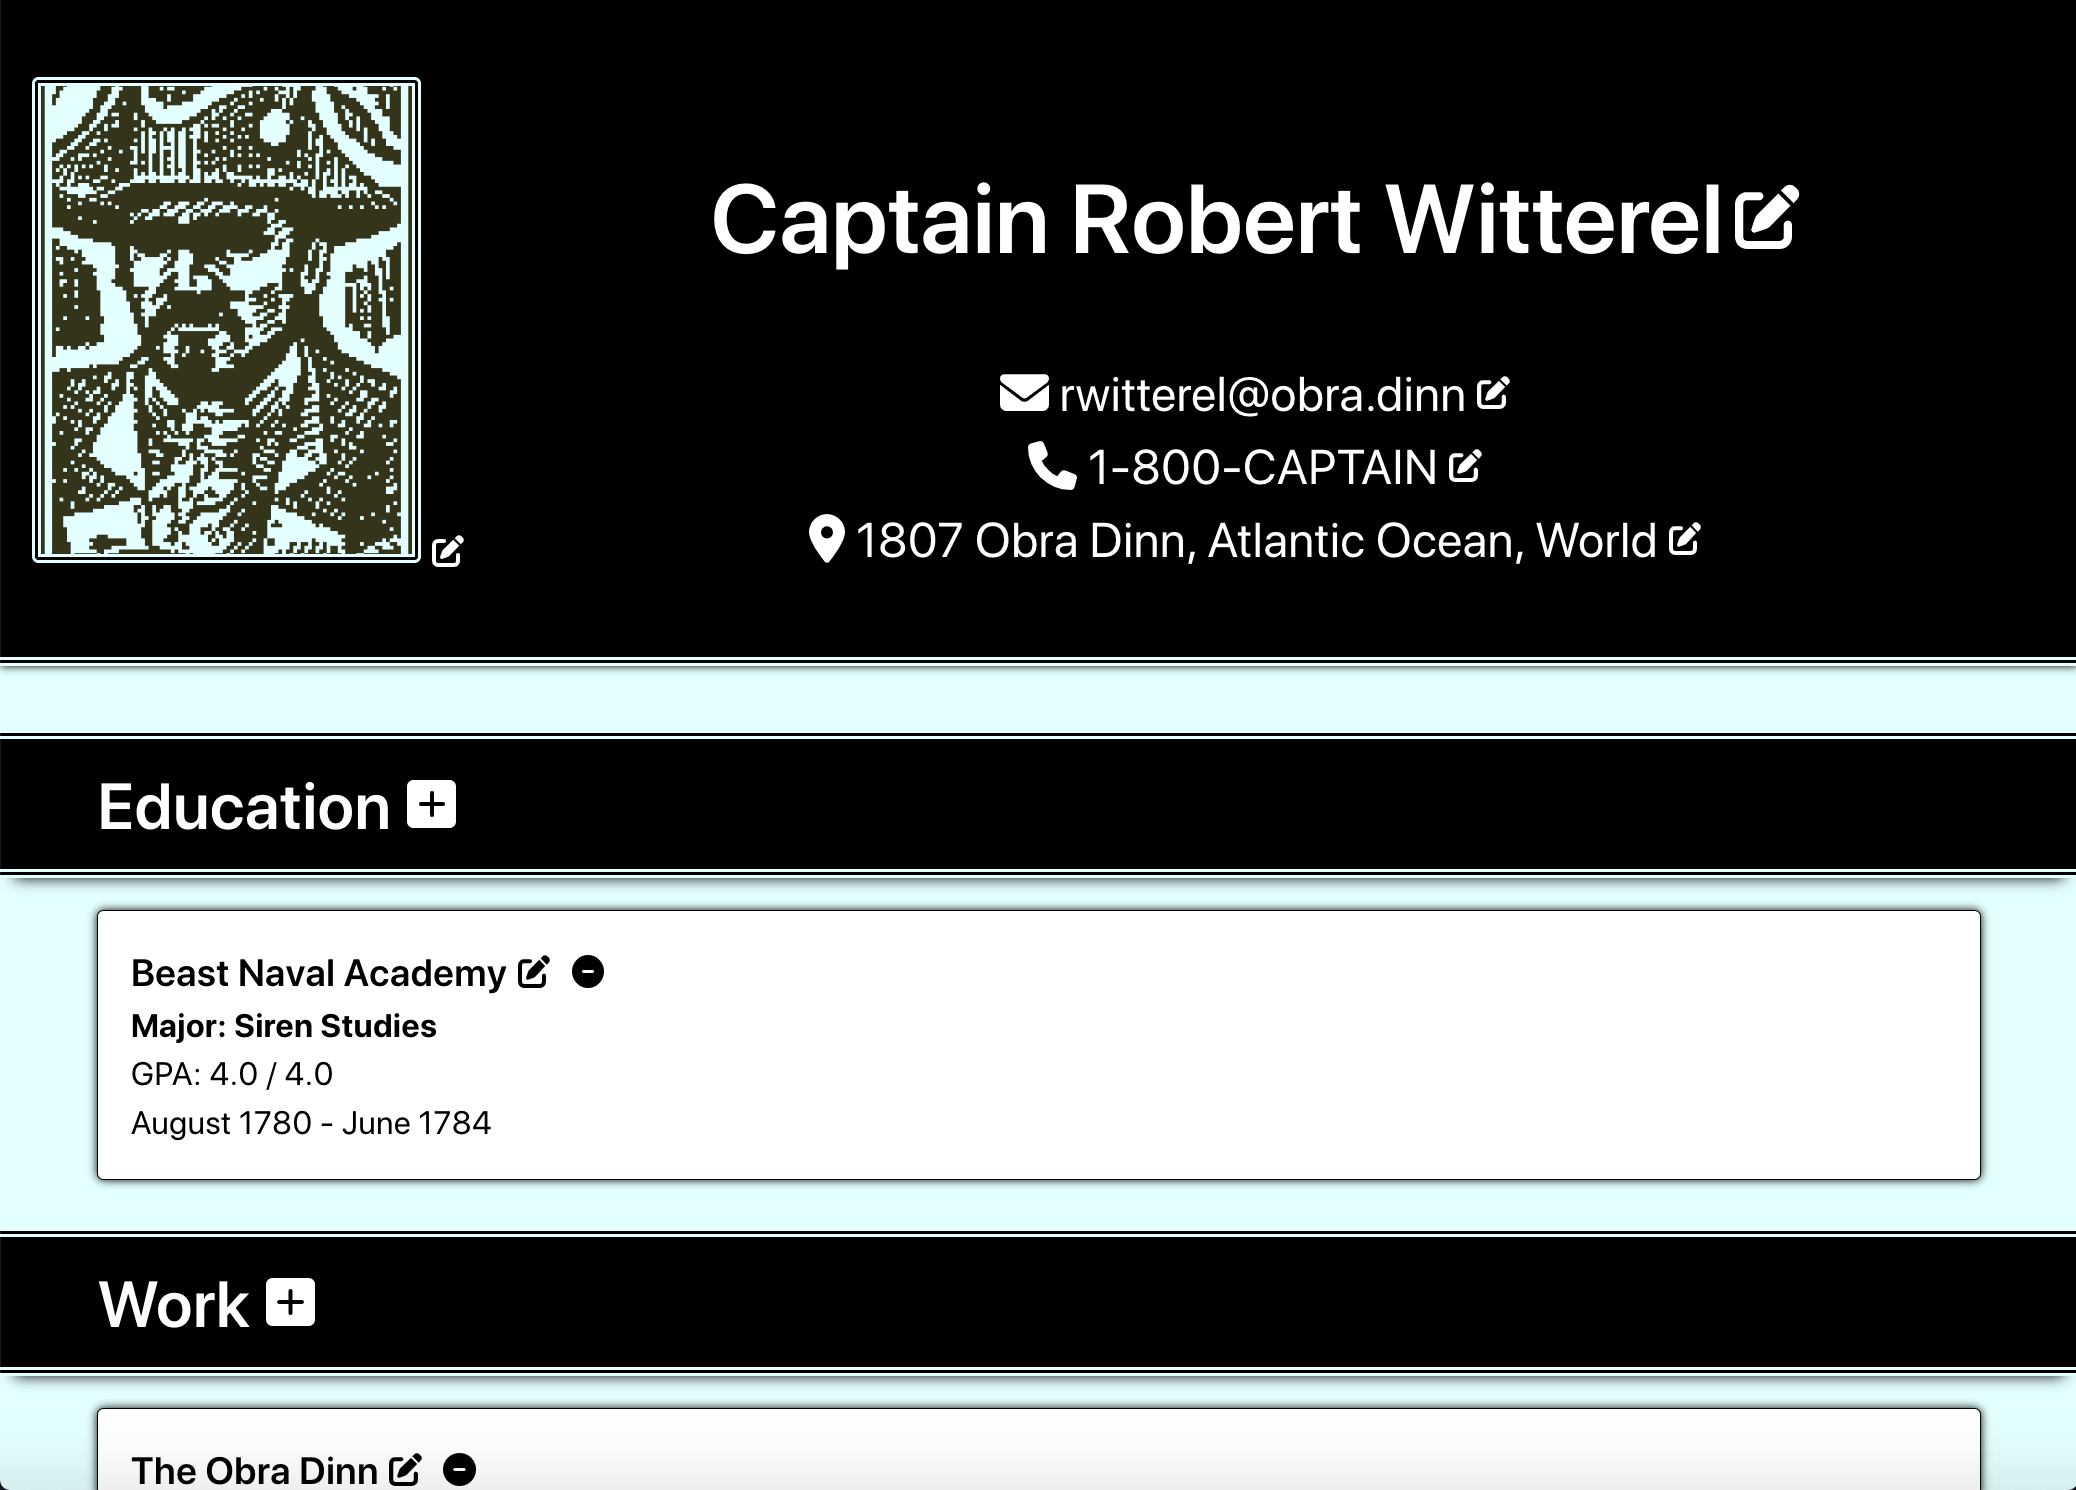 Captain Robert Witterel
rwitterel@obra.dinn
1-800-CAPTAIN
1807 Obra Dinn, Atlantic Ocean, World
Education
Beast Naval Academy
Major: Siren Studies
GPA: 4.0 / 4.0
August 1780 - June 1784
Work
The Obra Dinn